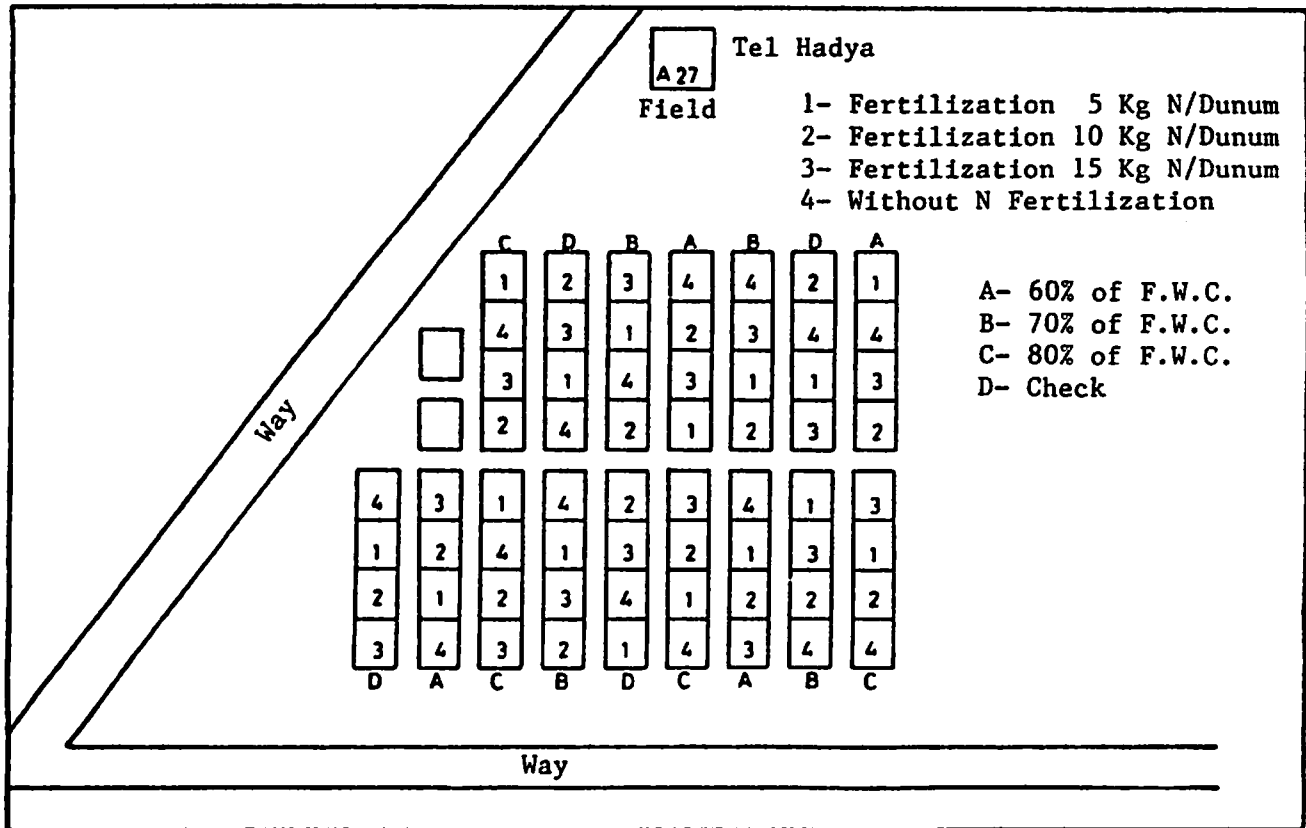 Tel Hadya
A 27
Field
1- Fertilization 5 Kg N/Dunum
2- Fertilization 10 Kg N/Dunum
3- Fertilization 15 Kg N/Dunum
4- Without N Fertilization
C D B A B D A
1 2 3 4 4 2 1
4 3 1 2 3 4 4
3 1 4 3 1 1 3
2 4 2 1 2 3 2
A- 60% of F.W.C.
B- 70% of F.W.C.
C- 80% of F.W.C.
D- Check
Way
4 3 1 4 2 3 4 1 3
1 2 4 1 3 2 1 3 1
2 1 2 3 4 1 2 2 2
3 4 3 2 1 4 3 4 4
D A C B D C A B C
Way